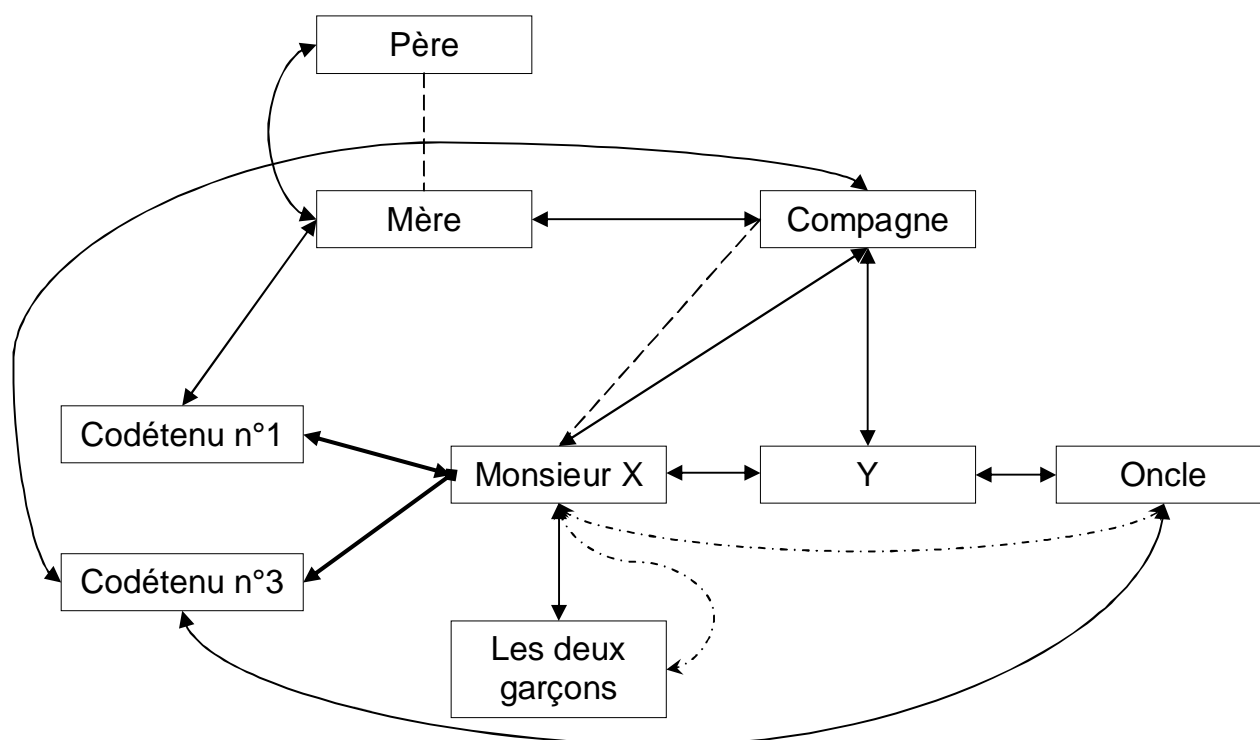 Père
Mère
Compagne
Codétenu n°1
Monsieur X
Y
Oncle
Codétenu n°3
Les deux
garçons